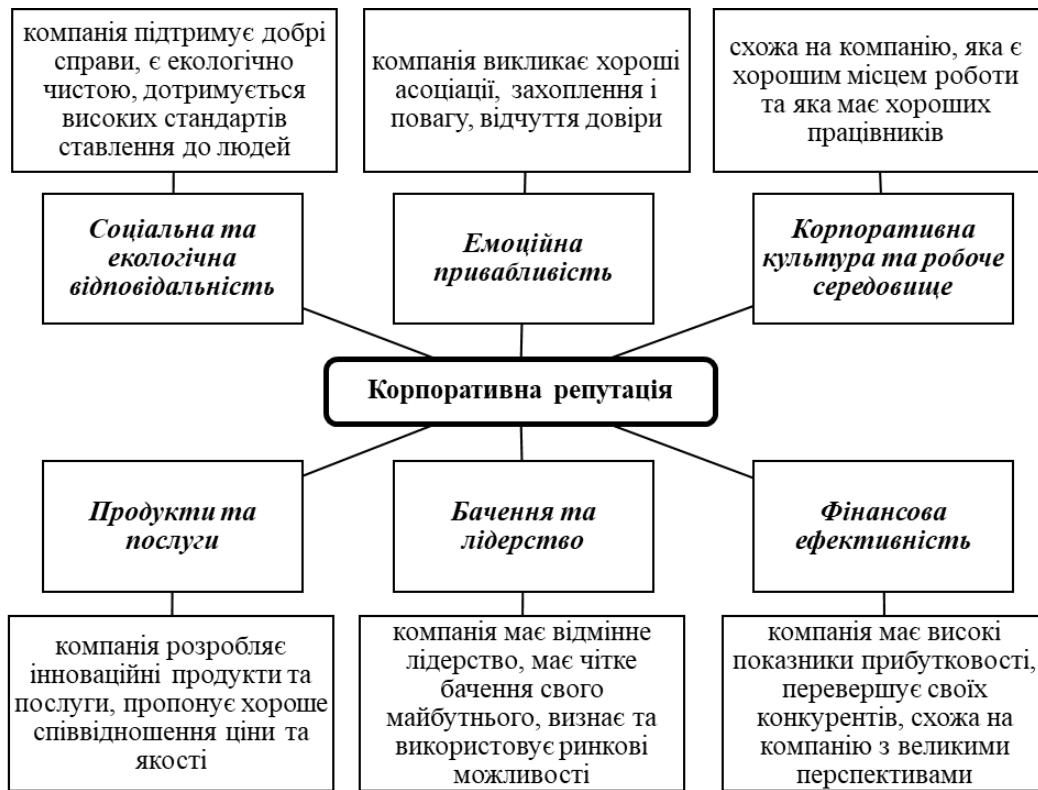 компанія підтримує добрі
справи, є екологічно
чистою, дотримується
високих стандартів
ставлення до людей
компанія викликає хороші
асоціації, захоплення і
повагу, відчуття довіри
схожа на компанію, яка є
хорошим місцем роботи
та яка має хороших
працівників
Соціальна та
екологічна
відповідальність
Емоційна
привабливість
Корпоративна
культура та робоче
середовище
Корпоративна репутація
Продукти та
послуги
Бачення та
лідерство
Фінансова
ефективність
компанія розробляє
інноваційні продукти та
послуги, пропонує хороше
співвідношення ціни та
якості
компанія має відмінне
лідерство, має чітке
бачення свого
майбутнього, визнає та
використовує ринкові
можливості
компанія має високі
показники прибутковості,
перевершує своїх
конкурентів, схожа на
компанію з великими
перспективами